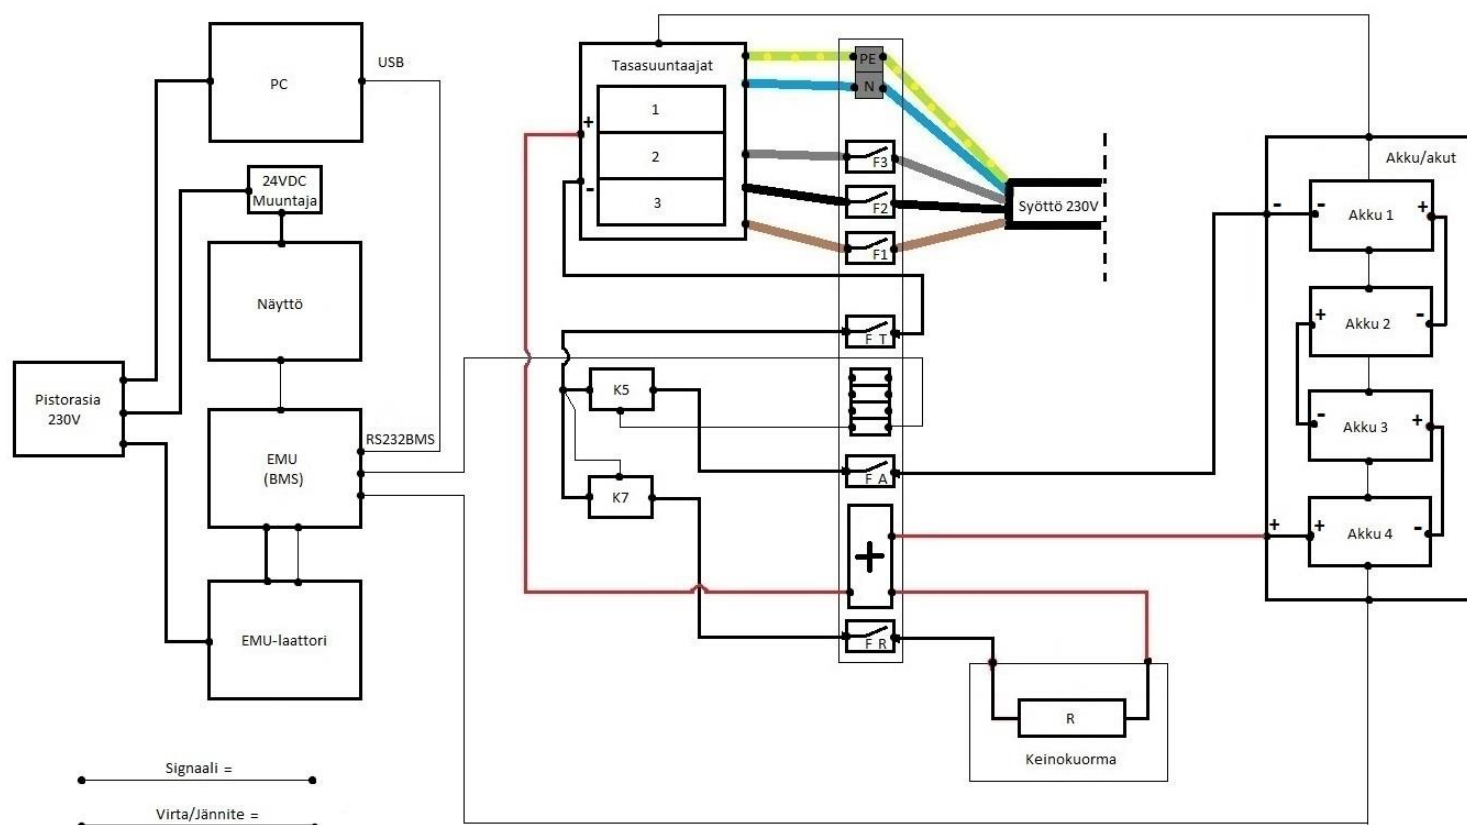 PC
USB
24VDC
Muuntaja
Näyttö
Pistorasia
230V
RS232BMS
EMU
(BMS)
EMU-laattori
Signaali =
Virta/Jännite =
Tasasuuntaajat
1
2
3
+
-
PE
N
F3
F2
F1
Syöttö 230V
F T
K5
K7
F A
+
F R
R
Keinokuorma
Akku/akut
-
- Akku 1 +
+ Akku 2 -
- Akku 3 +
+
+ Akku 4 -